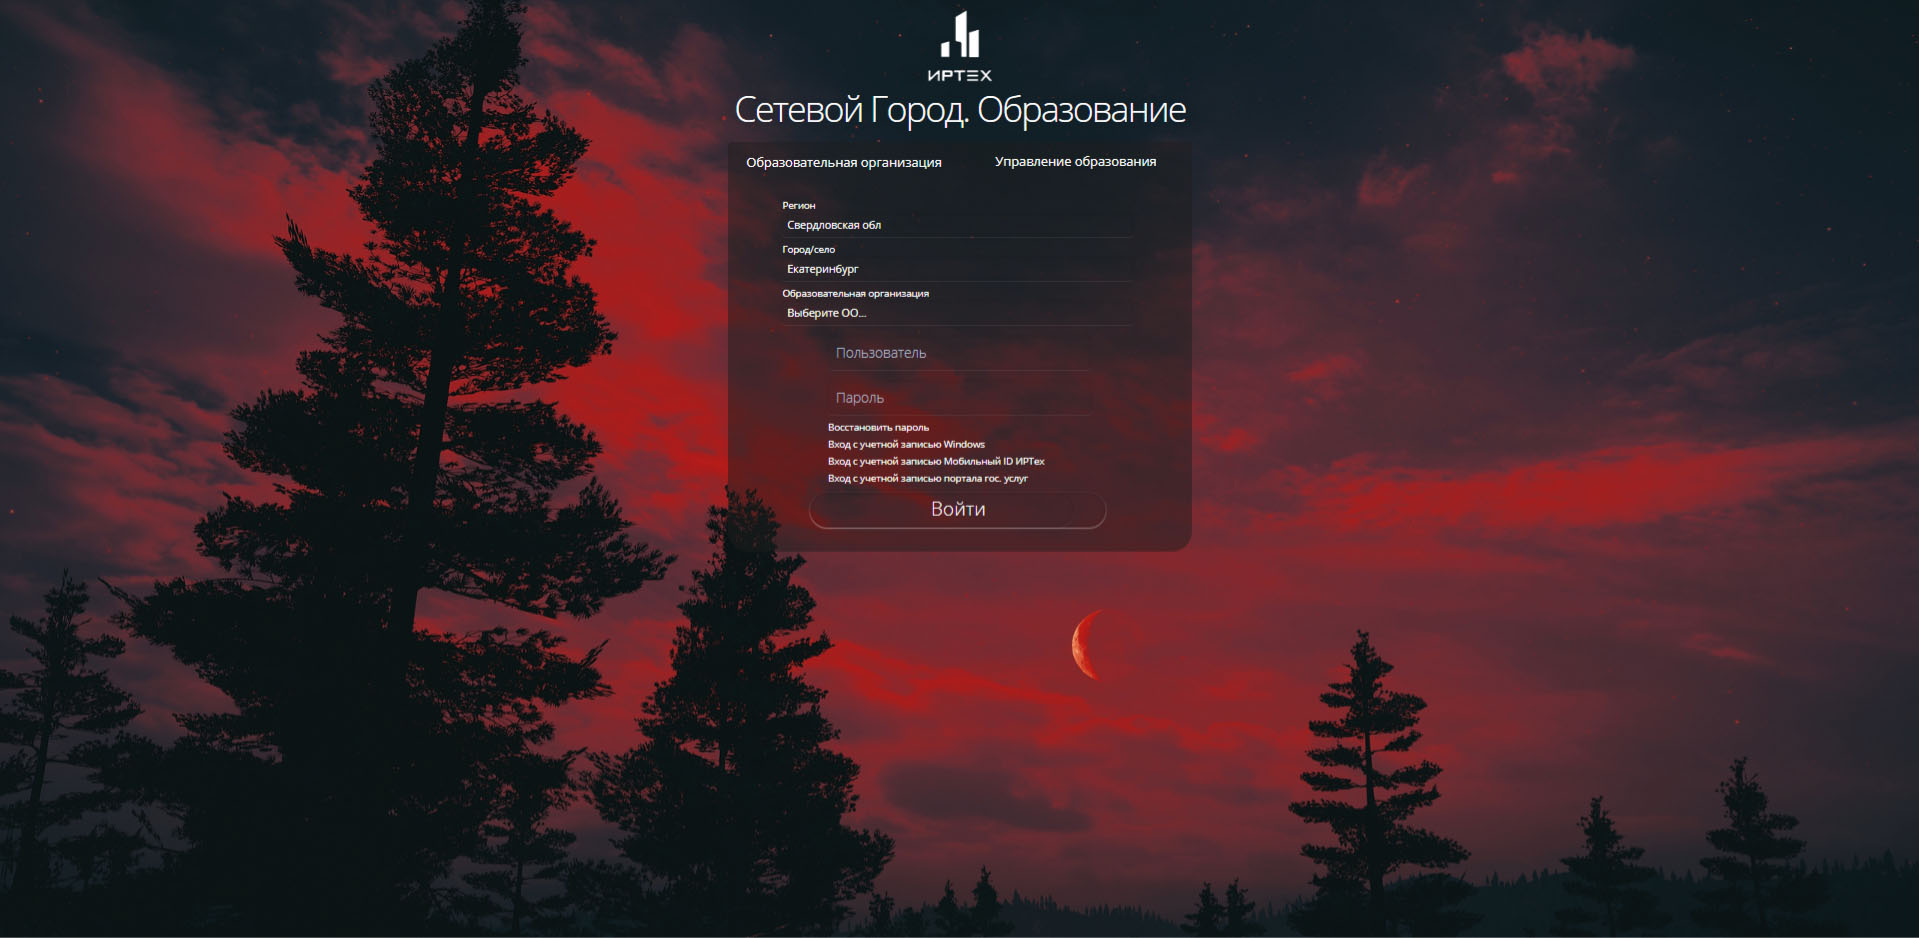 ИРТЕХ
Сетевой Город. Образование
Образовательная организация
Управление образования
Регион
Свердловская обл
Город/село
Екатеринбург
Образовательная организация
Выберите ОО...
Пользователь
Пароль
Восстановить пароль
Вход с учетной записью Windows
Вход с учетной записью Мобильный ID ИРТех
Вход с учетной записью портала гос. услуг
Войти